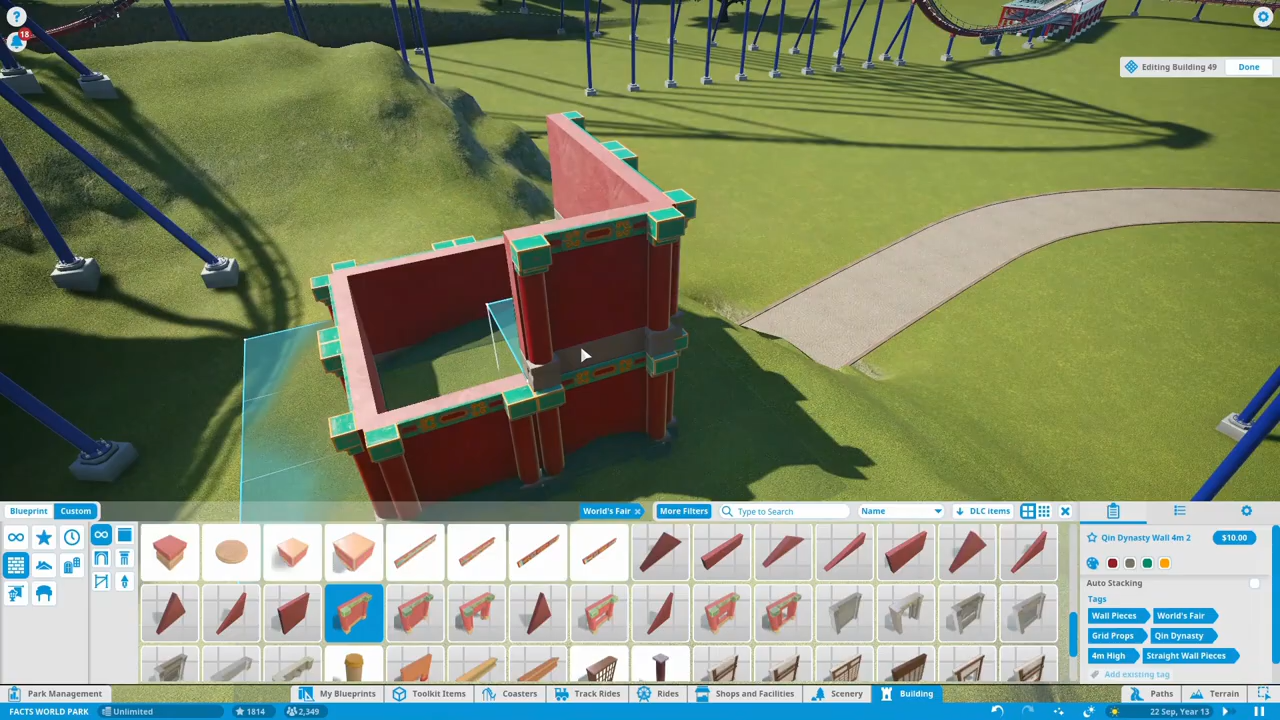 ?
18
Editing Building 49
Done
Blueprint
Custom
World's Fair ×
More Filters
Type to Search
Name
DLC items
Qin Dynasty Wall 4m 2
$10.00
Auto Stacking
Tags
Wall Pieces
World's Fair
Grid Props
Qin Dynasty
4m High
Straight Wall Pieces
Add existing tag
Park Management
My Blueprints
Toolkit Items
Coasters
Track Rides
Rides
Shops and Facilities
Scenery
Building
Paths
Terrain
FACTS WORLD PARK
Unlimited
1814
2,349
22 Sep, Year 13